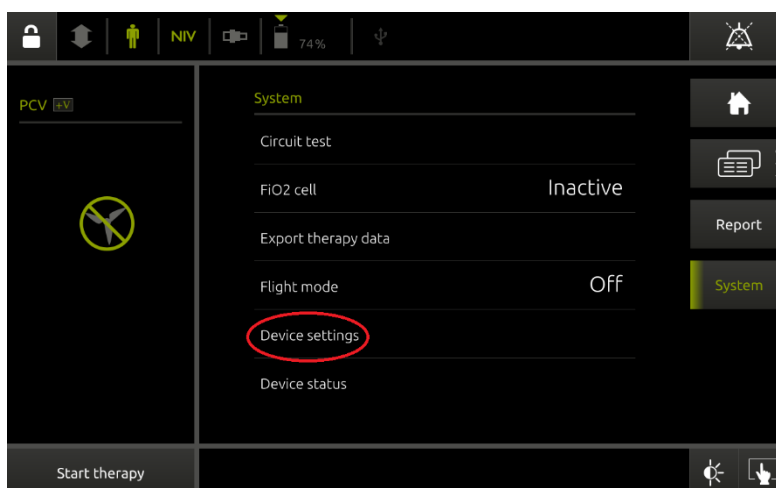 NIV
74%
PCV +V
System
Circuit test
FiO2 cell Inactive
Export therapy data
Flight mode Off
Device settings
Device status
Report
System
Start therapy